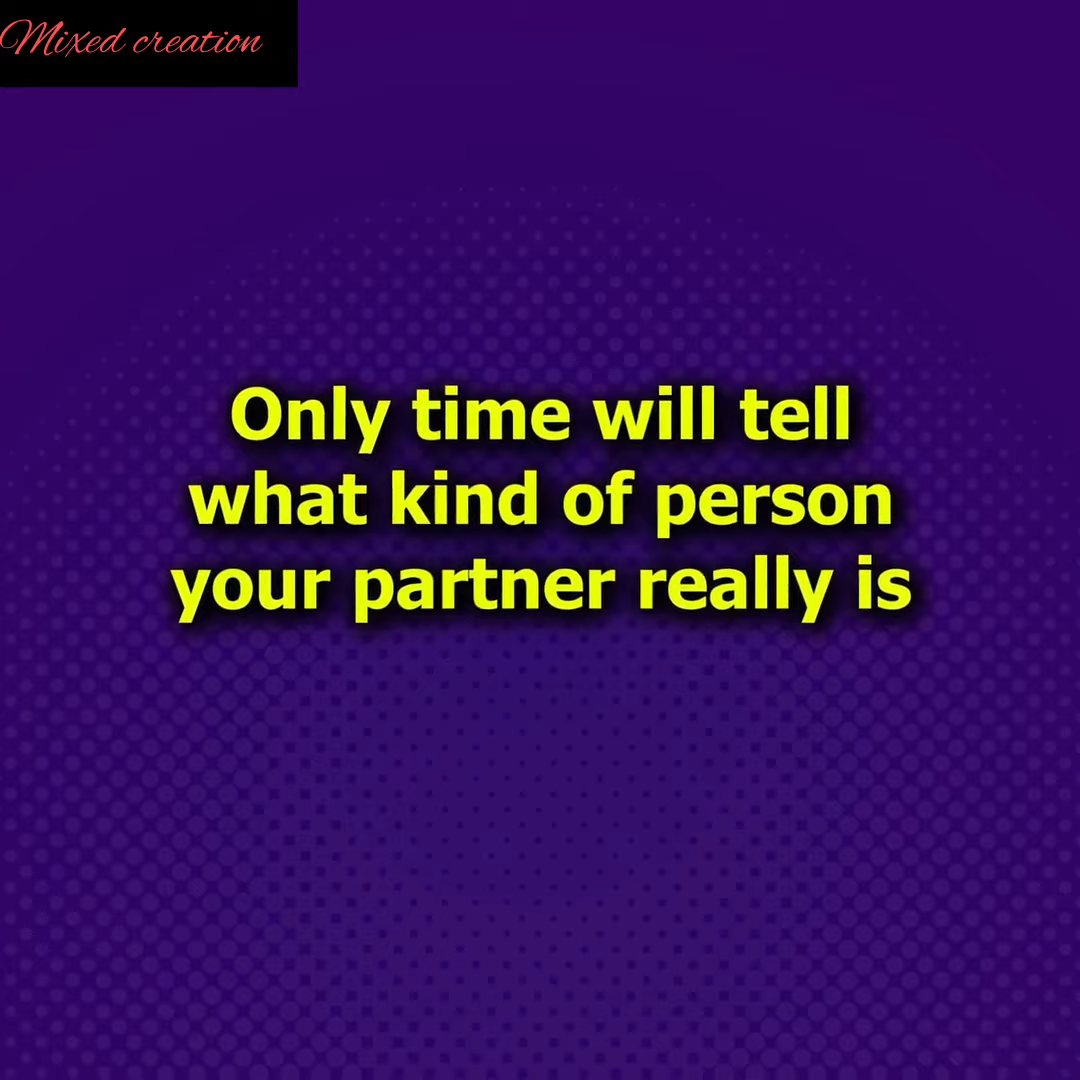 Mixed creation
Only time will tell
what kind of person
your partner really is